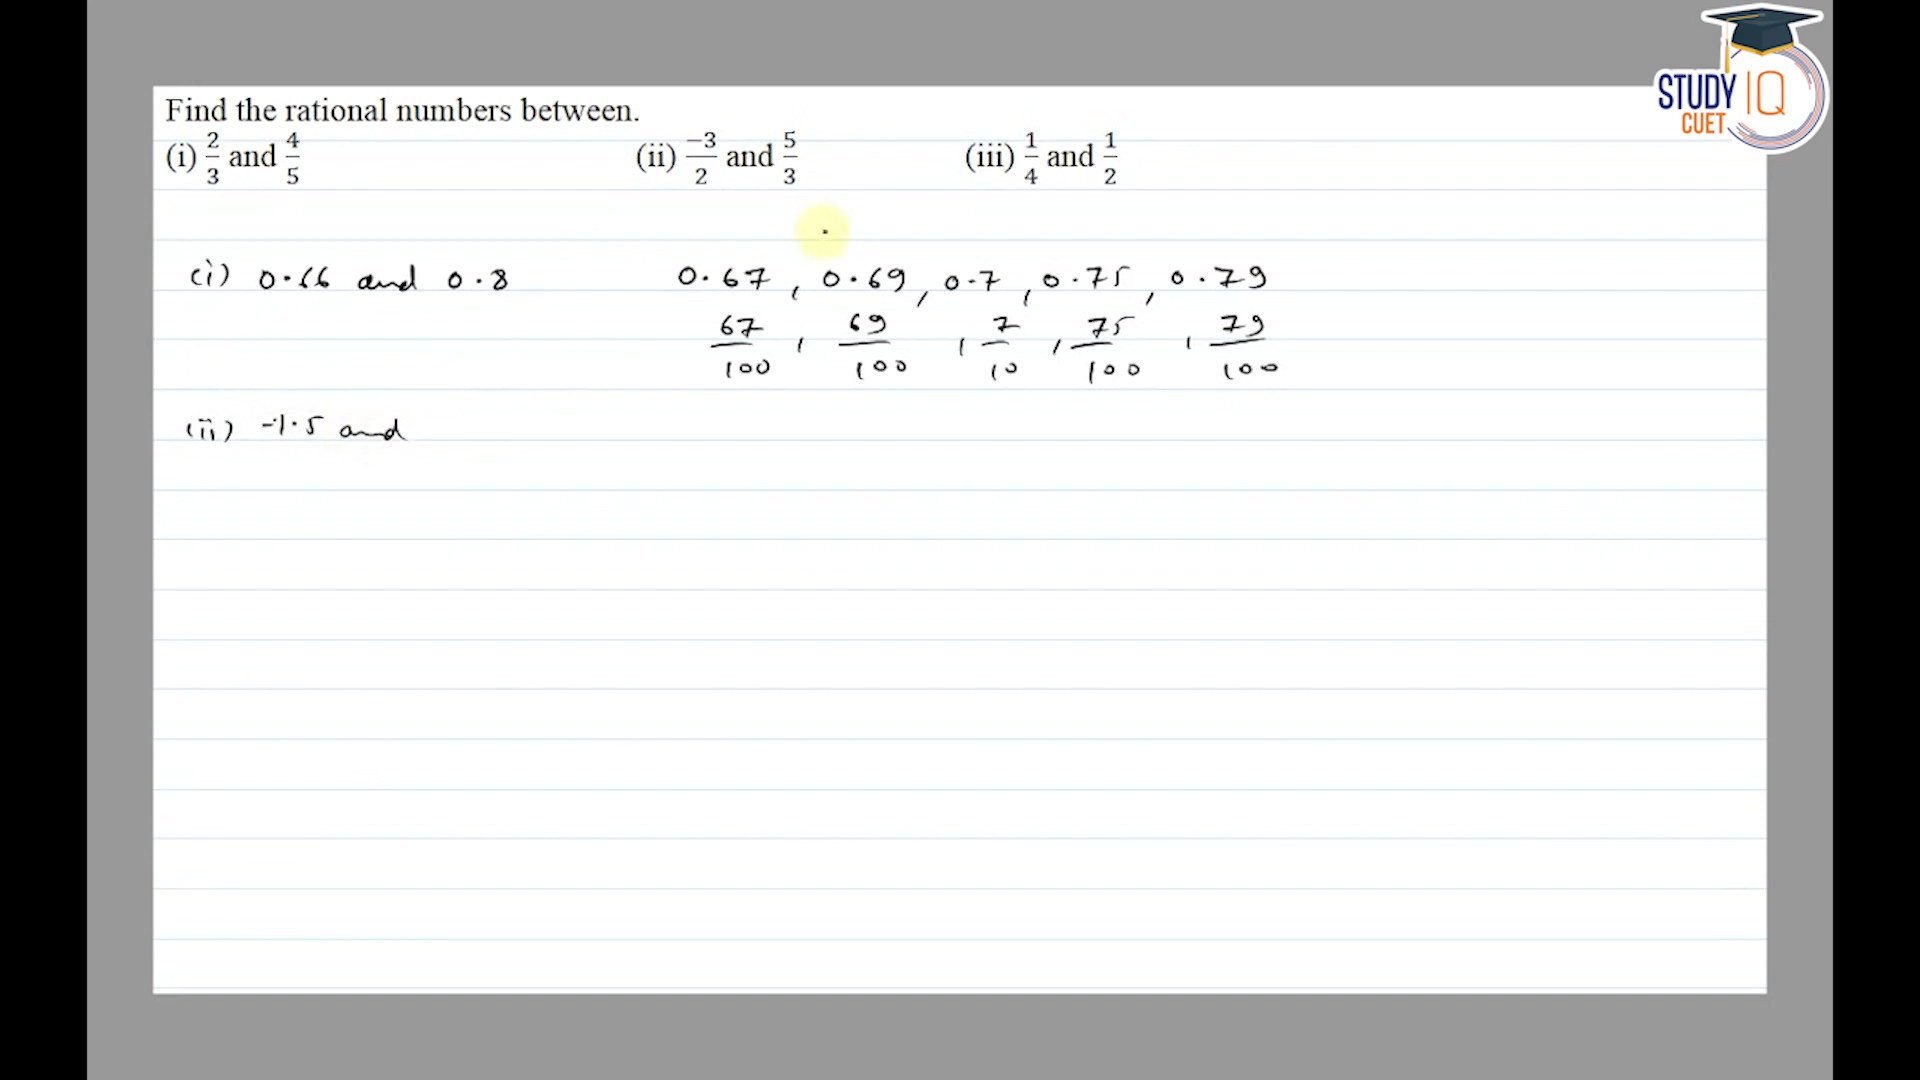 STUDY IQ
CUET
Find the rational numbers between.
(i) 2/3 and 4/5 (ii) -3/2 and 5/3 (iii) 1/4 and 1/2
(i) 0.66 and 0.8 0.67, 0.69, 0.7, 0.75, 0.79
67/100, 69/100, 7/10, 75/100, 79/100
(ii) -1.5 and